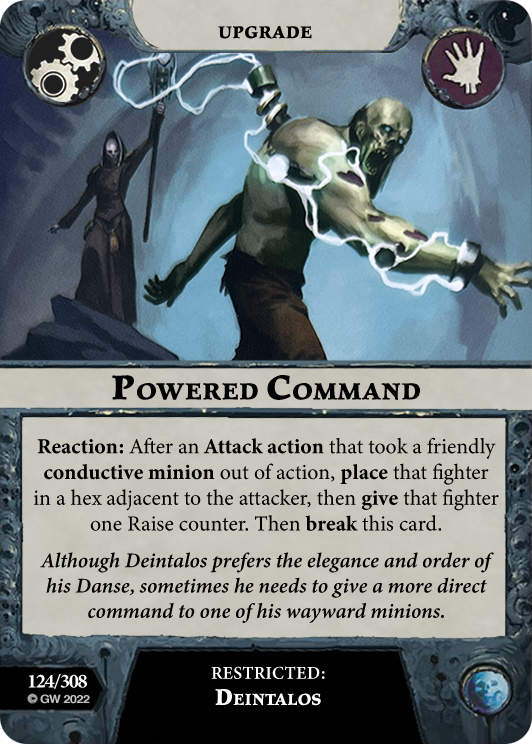 UPGRADE
POWERED COMMAND
Reaction: After an Attack action that took a friendly
conductive minion out of action, place that fighter
in a hex adjacent to the attacker, then give that fighter
one Raise counter. Then break this card.
Although Deintalos prefers the elegance and order of
his Danse, sometimes he needs to give a more direct
command to one of his wayward minions.
124/308
© GW 2022
RESTRICTED:
DEINTALOS